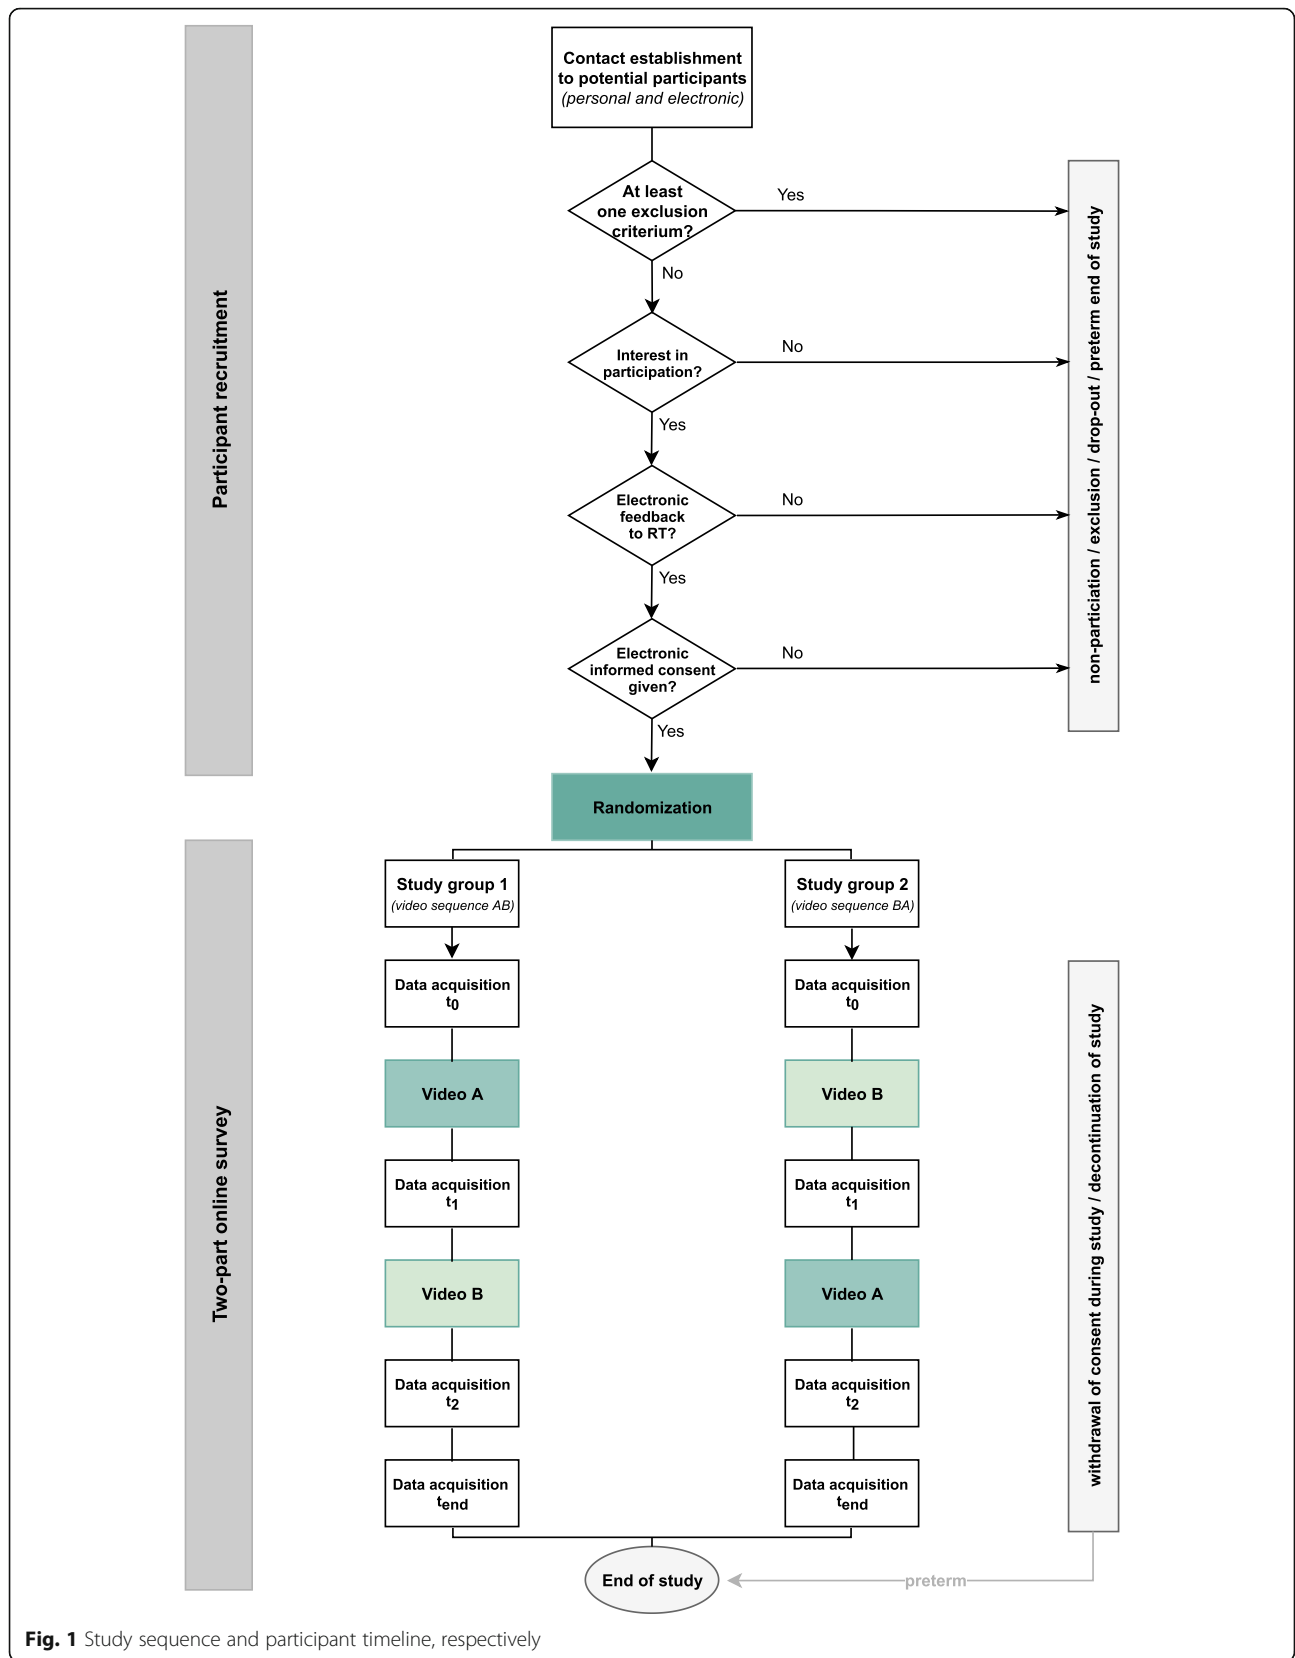 Contact establishment
to potential participants
(personal and electronic)
At least
one exclusion
criterium?
Yes
No
Interest in
participation?
No
Yes
Electronic
feedback
to RT?
No
Yes
Electronic
informed consent
given?
No
Yes
Participant recruitment
non-particiation / exclusion / drop-out / preterm end of study
Randomization
Study group 1
(video sequence AB)
Data acquisition
t0
Video A
Data acquisition
t1
Video B
Data acquisition
t2
Data acquisition
tend
Study group 2
(video sequence BA)
Data acquisition
t0
Video B
Data acquisition
t1
Video A
Data acquisition
t2
Data acquisition
tend
Two-part online survey
withdrawal of consent during study / decontinuation of study
End of study
preterm
Fig. 1 Study sequence and participant timeline, respectively